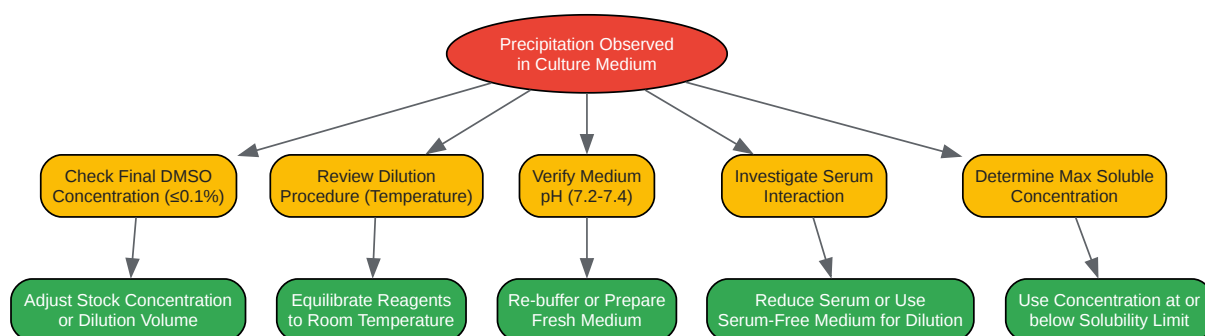 Precipitation Observed
in Culture Medium
Check Final DMSO
Concentration (≤0.1%)
Review Dilution
Procedure (Temperature)
Verify Medium
pH (7.2-7.4)
Investigate Serum
Interaction
Determine Max Soluble
Concentration
Adjust Stock Concentration
or Dilution Volume
Equilibrate Reagents
to Room Temperature
Re-buffer or Prepare
Fresh Medium
Reduce Serum or Use
Serum-Free Medium for Dilution
Use Concentration at or
below Solubility Limit